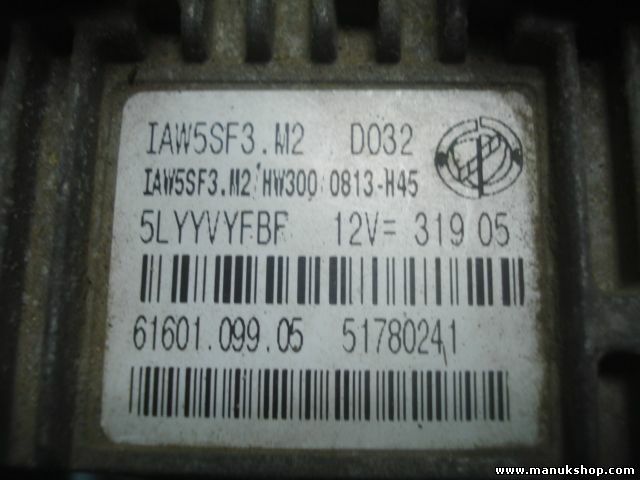 IAW5SF3.M2 D032
IAW5SF3.M2 HW300 0813-H45
5LYYVYFBF 12V= 319 05
61601.099.05 51780241
www.manukshop.com